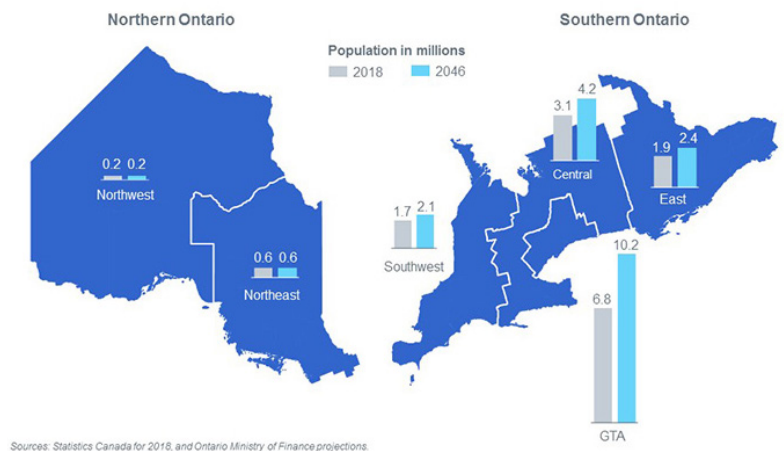 Northern Ontario
Southern Ontario
Population in millions
2018 2046
0.2 0.2
Northwest
0.6 0.6
Northeast
3.1 4.2
Central
1.9 2.4
East
1.7 2.1
Southwest
6.8 10.2
GTA
Sources: Statistics Canada for 2018, and Ontario Ministry of Finance projections.